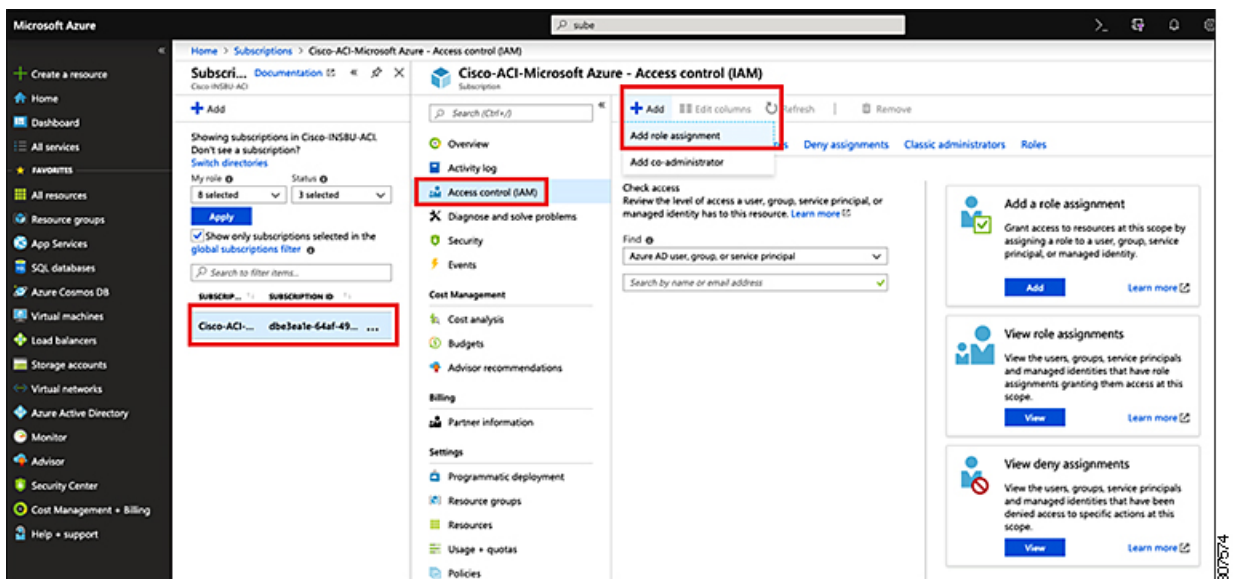 Microsoft Azure
sube
Home > Subscriptions > Cisco-ACI-Microsoft Azure - Access control (IAM)
Create a resource
Home
Dashboard
All services
FAVORITES
All resources
Resource groups
App Services
SQL databases
Azure Cosmos DB
Virtual machines
Load balancers
Storage accounts
Virtual networks
Azure Active Directory
Monitor
Advisor
Security Center
Cost Management + Billing
Help + support
Subscri... Documentation
Cisco-INSBU-ACI
Add
Showing subscriptions in Cisco-INSBU-ACI.
Don't see a subscription?
Switch directories
My role Status
8 selected 3 selected
Apply
Show only subscriptions selected in the
global subscriptions filter
Search to filter items...
SUBSCRIP... SUBSCRIPTION ID
Cisco-ACI-... dbe3ea1e-64af-49... ...
Cisco-ACI-Microsoft Azure - Access control (IAM)
Subscription
Search (Ctrl+/)
Overview
Activity log
Access control (IAM)
Diagnose and solve problems
Security
Events
Cost Management
Cost analysis
Budgets
Advisor recommendations
Billing
Partner information
Settings
Programmatic deployment
Resource groups
Resources
Usage + quotas
Policies
Add Edit columns Refresh | Remove
Add role assignment
Add co-administrator
Deny assignments Classic administrators Roles
Check access
Review the level of access a user, group, service principal, or
managed identity has to this resource. Learn more
Find
Azure AD user, group, or service principal
Search by name or email address
Add a role assignment
Grant access to resources at this scope by
assigning a role to a user, group, service
principal, or managed identity.
Add Learn more
View role assignments
View the users, groups, service principals
and managed identities that have role
assignments granting them access at this
scope.
View Learn more
View deny assignments
View the users, groups, service principals
and managed identities that have been
denied access to specific actions at this
scope.
View Learn more
307574